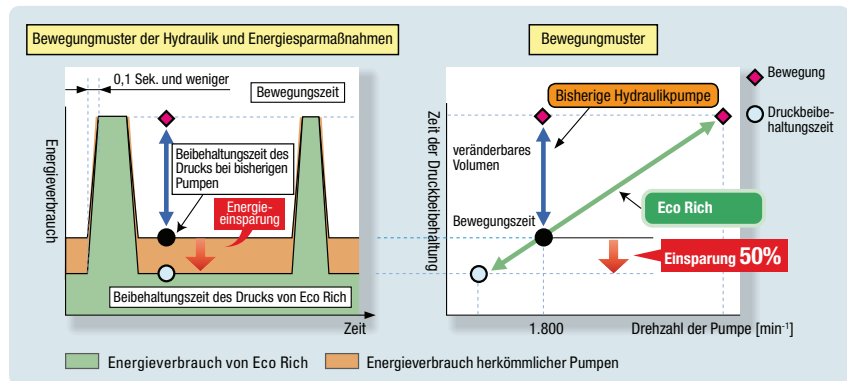 Bewegungmuster der Hydraulik und Energiesparmaßnahmen
0,1 Sek. und weniger
Bewegungszeit
Energieverbrauch
Beibehaltungszeit des
Drucks bei bisherigen
Pumpen
Energie-
einsparung
Beibehaltungszeit des Drucks von Eco Rich
Zeit
Bewegungmuster
Bewegung
Druckbeibe-
haltungszeit
Bisherige Hydraulikpumpe
Zeit der Druckbeibehaltung
veränderbares
Volumen
Bewegungszeit
Eco Rich
Einsparung 50%
1.800
Drehzahl der Pumpe [min-1]
Energieverbrauch von Eco Rich
Energieverbrauch herkömmlicher Pumpen